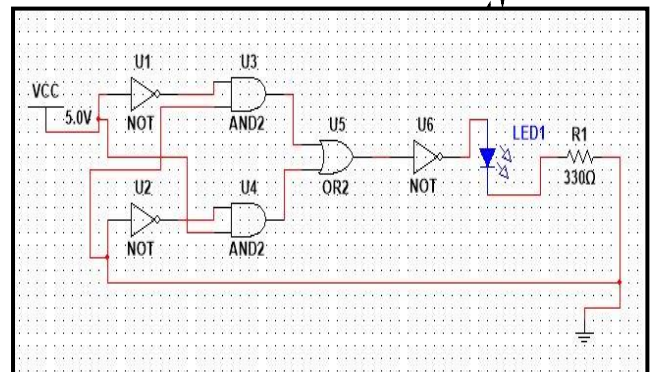 U1 U3
VCC
5.0V
NOT AND2
U5 U6
LED1
R1
330Ω
OR2 NOT
U2 U4
NOT AND2